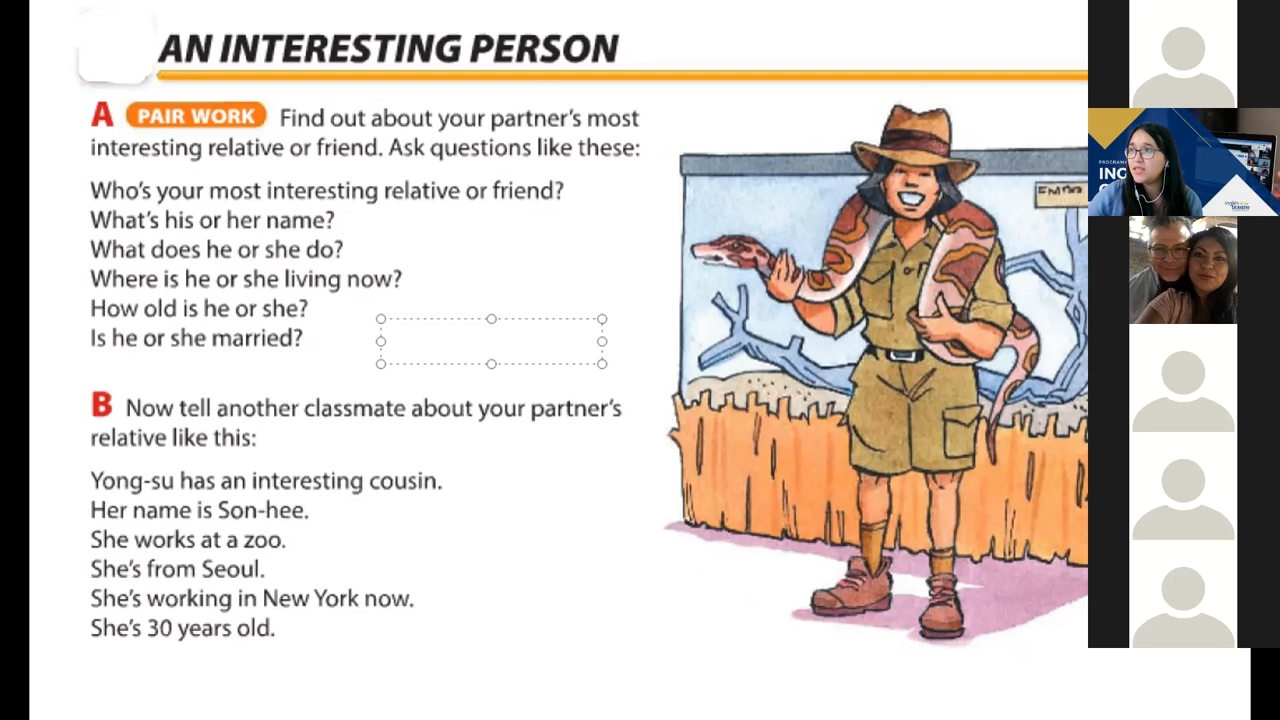 AN INTERESTING PERSON
A PAIR WORK Find out about your partner's most
interesting relative or friend. Ask questions like these:
Who's your most interesting relative or friend?
What's his or her name?
What does he or she do?
Where is he or she living now?
How old is he or she?
Is he or she married?
B Now tell another classmate about your partner's
relative like this:
Yong-su has an interesting cousin.
Her name is Son-hee.
She works at a zoo.
She's from Seoul.
She's working in New York now.
She's 30 years old.
ING